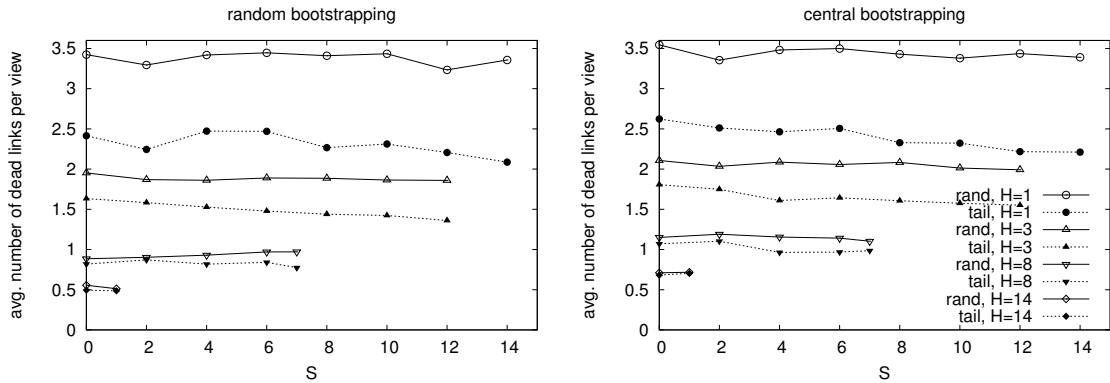 random bootstrapping
avg. number of dead links per view
3.5
3
2.5
2
1.5
1
0.5
0
0 2 4 6 8 10 12 14
S
central bootstrapping
avg. number of dead links per view
3.5
3
2.5
2
1.5
1
0.5
0
0 2 4 6 8 10 12 14
S
rand, H=1
tail, H=1
rand, H=3
tail, H=3
rand, H=8
tail, H=8
rand, H=14
tail, H=14